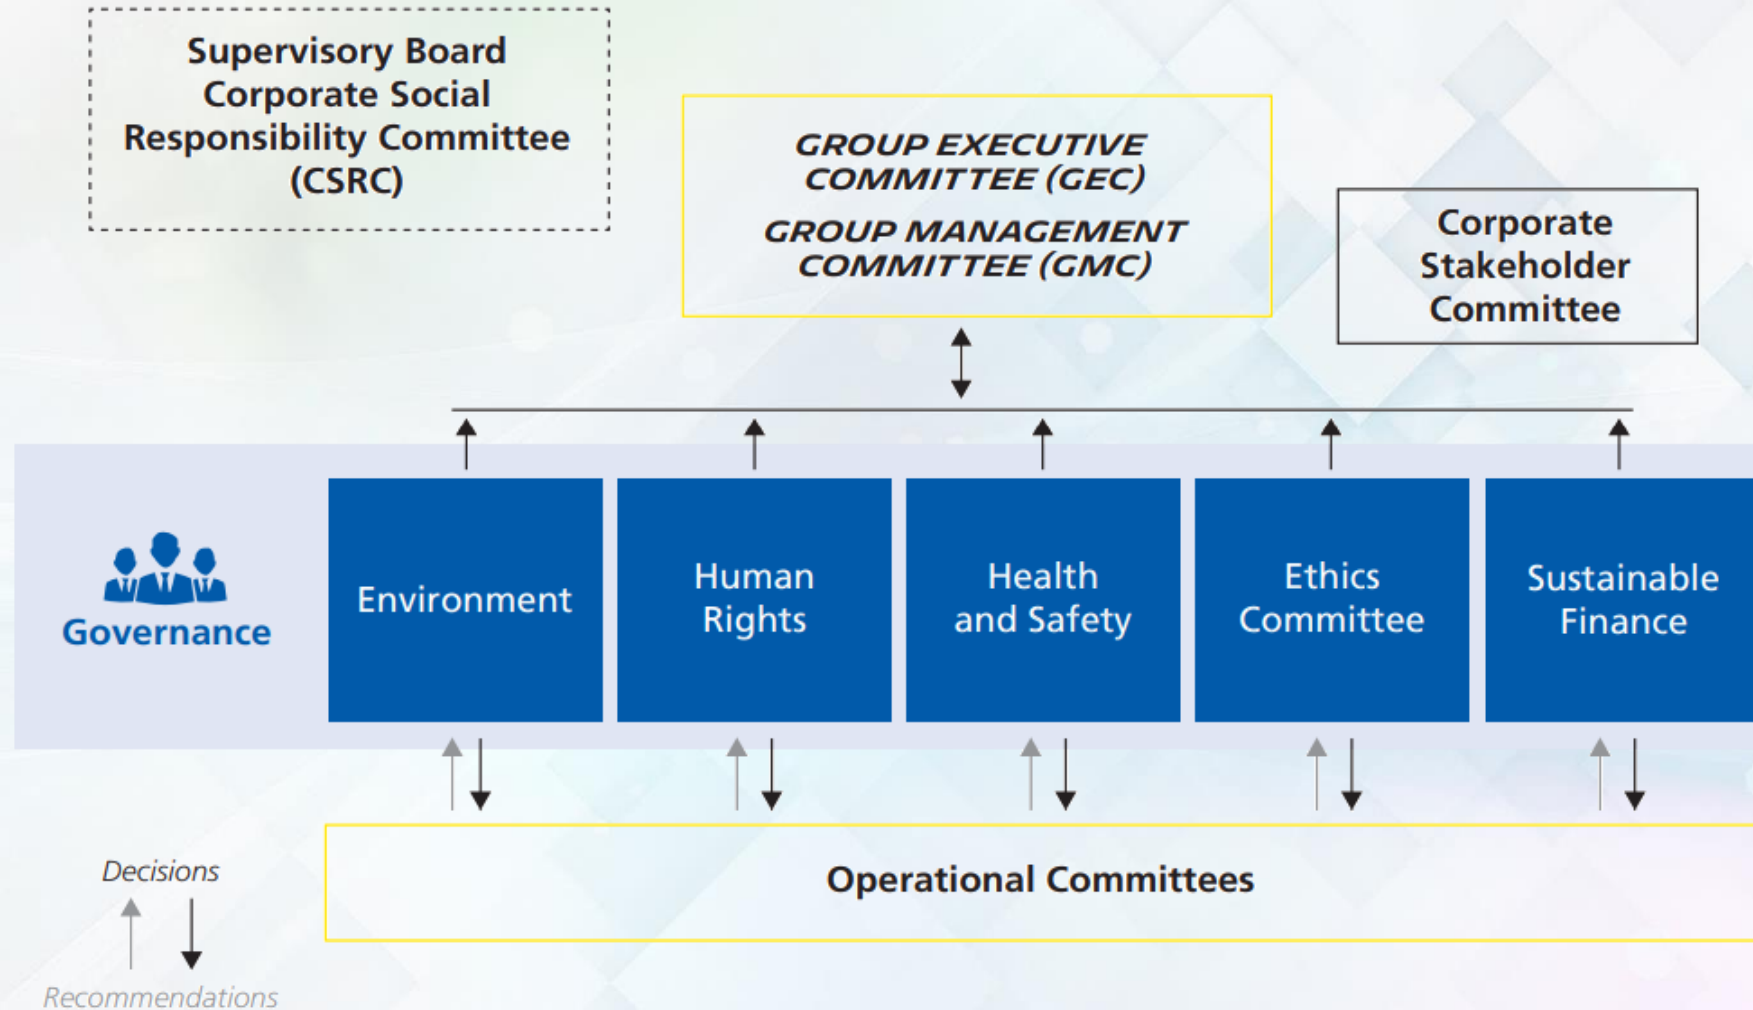 Supervisory Board
Corporate Social
Responsibility Committee
(CSRC)
GROUP EXECUTIVE
COMMITTEE (GEC)
GROUP MANAGEMENT
COMMITTEE (GMC)
Corporate
Stakeholder
Committee
Governance
Environment
Human
Rights
Health
and Safety
Ethics
Committee
Sustainable
Finance
Operational Committees
Decisions
Recommendations